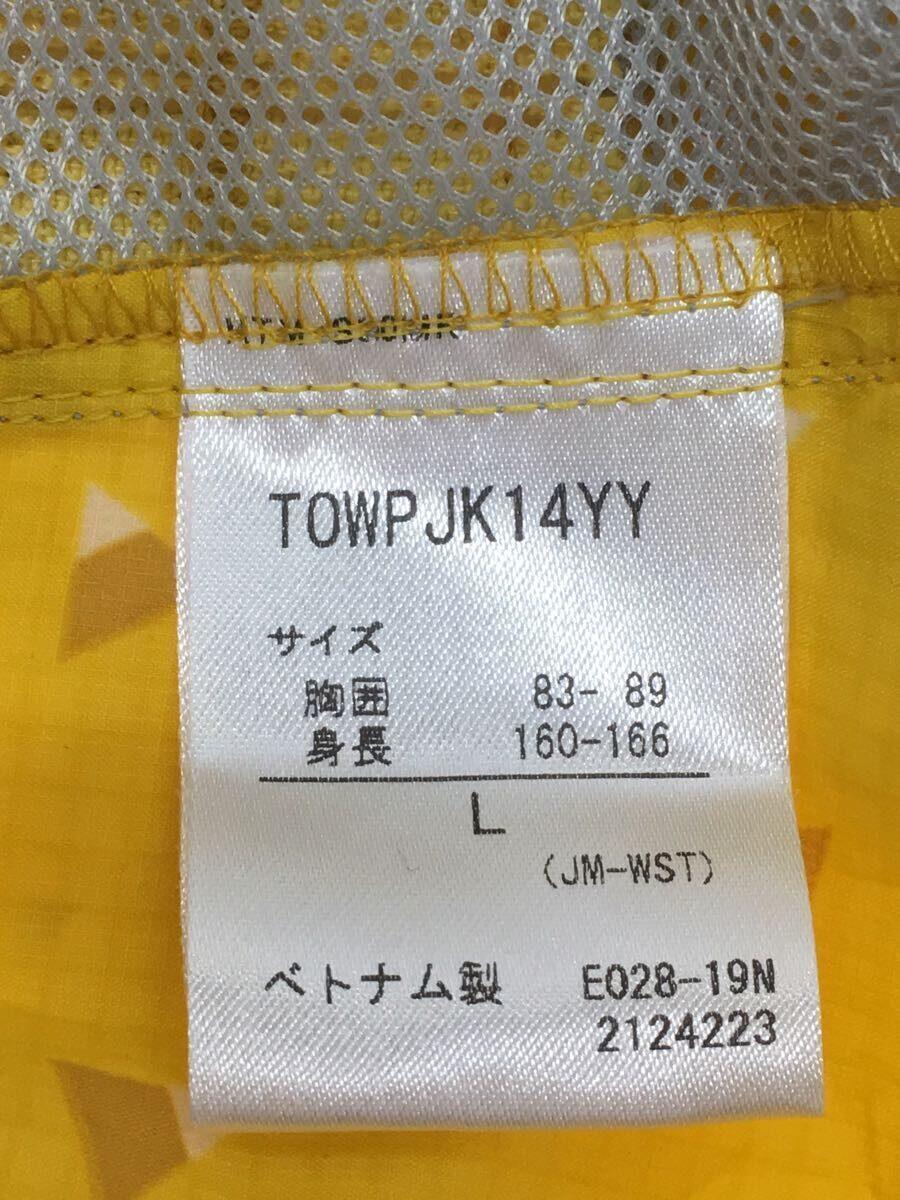 TOWPJK14YY
サイズ
胸囲 83- 89
身長 160-166
L
(JM-WST)
ベトナム製 E028-19N
2124223